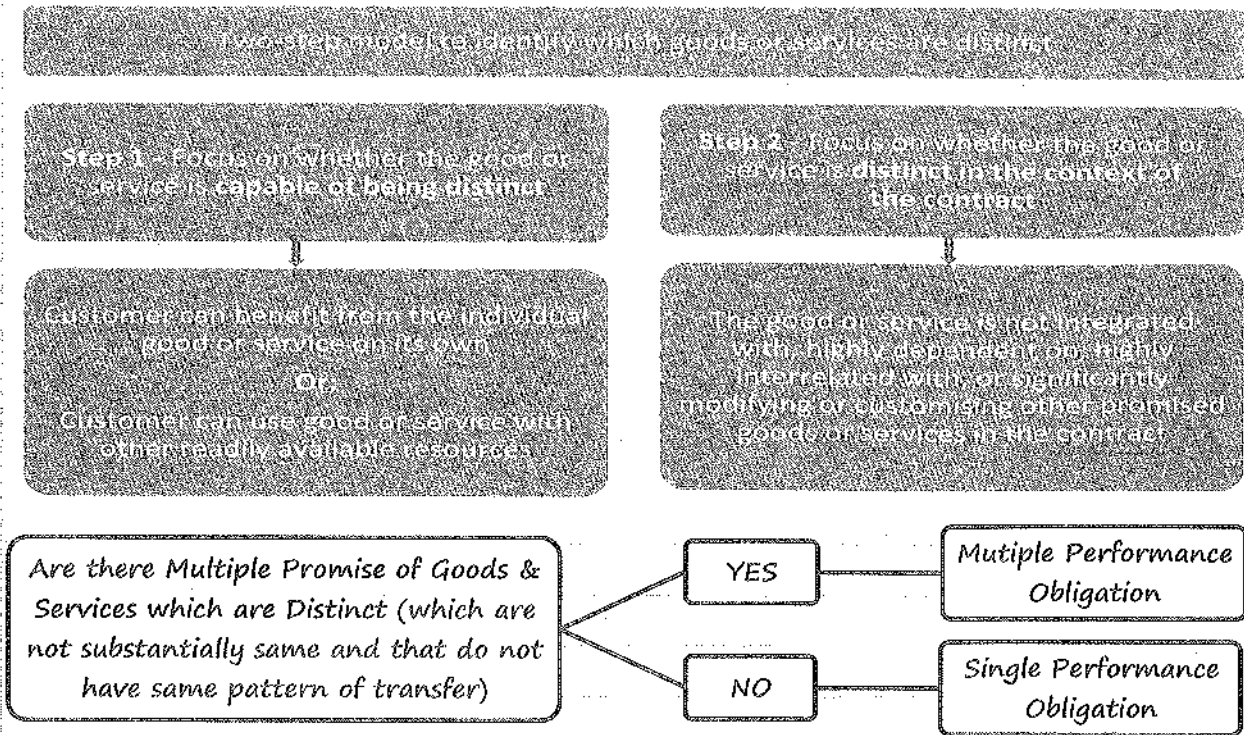 Two-step model to identify which goods or services are distinct
Step 1 - Focus on whether the good or
service is capable of being distinct
Customer can benefit from the individual
good or service on its own
Or,
Customer can use good or service with
other readily available resources
Step 2 - Focus on whether the good or
service is distinct in the context of
the contract
The good or service is not integrated
with, highly dependent on, highly
interrelated with, or significantly
modifying or customising other promised
goods or services in the contract
Are there Multiple Promise of Goods &
Services which are Distinct (which are
not substantially same and that do not
have same pattern of transfer)
YES
Mutiple Performance
Obligation
NO
Single Performance
Obligation